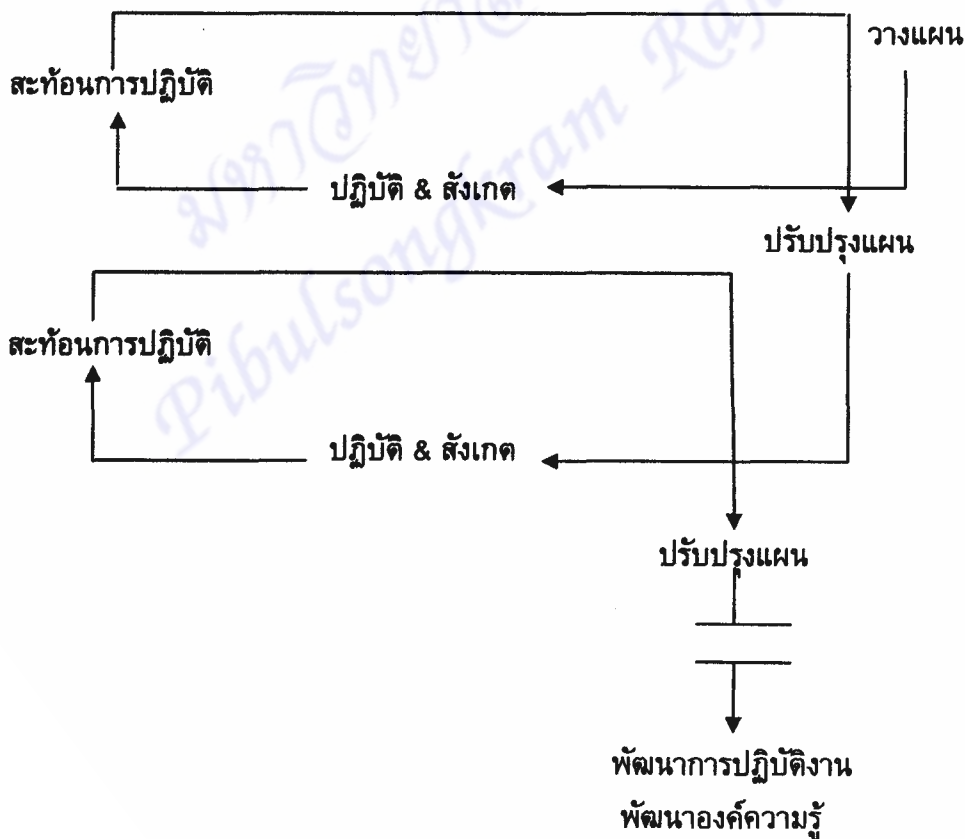 วางแผน
สะท้อนการปฏิบัติ
ปฏิบัติ & สังเกต
ปรับปรุงแผน
สะท้อนการปฏิบัติ
ปฏิบัติ & สังเกต
ปรับปรุงแผน
พัฒนาการปฏิบัติงาน
พัฒนาองค์ความรู้
Pibulsongkram